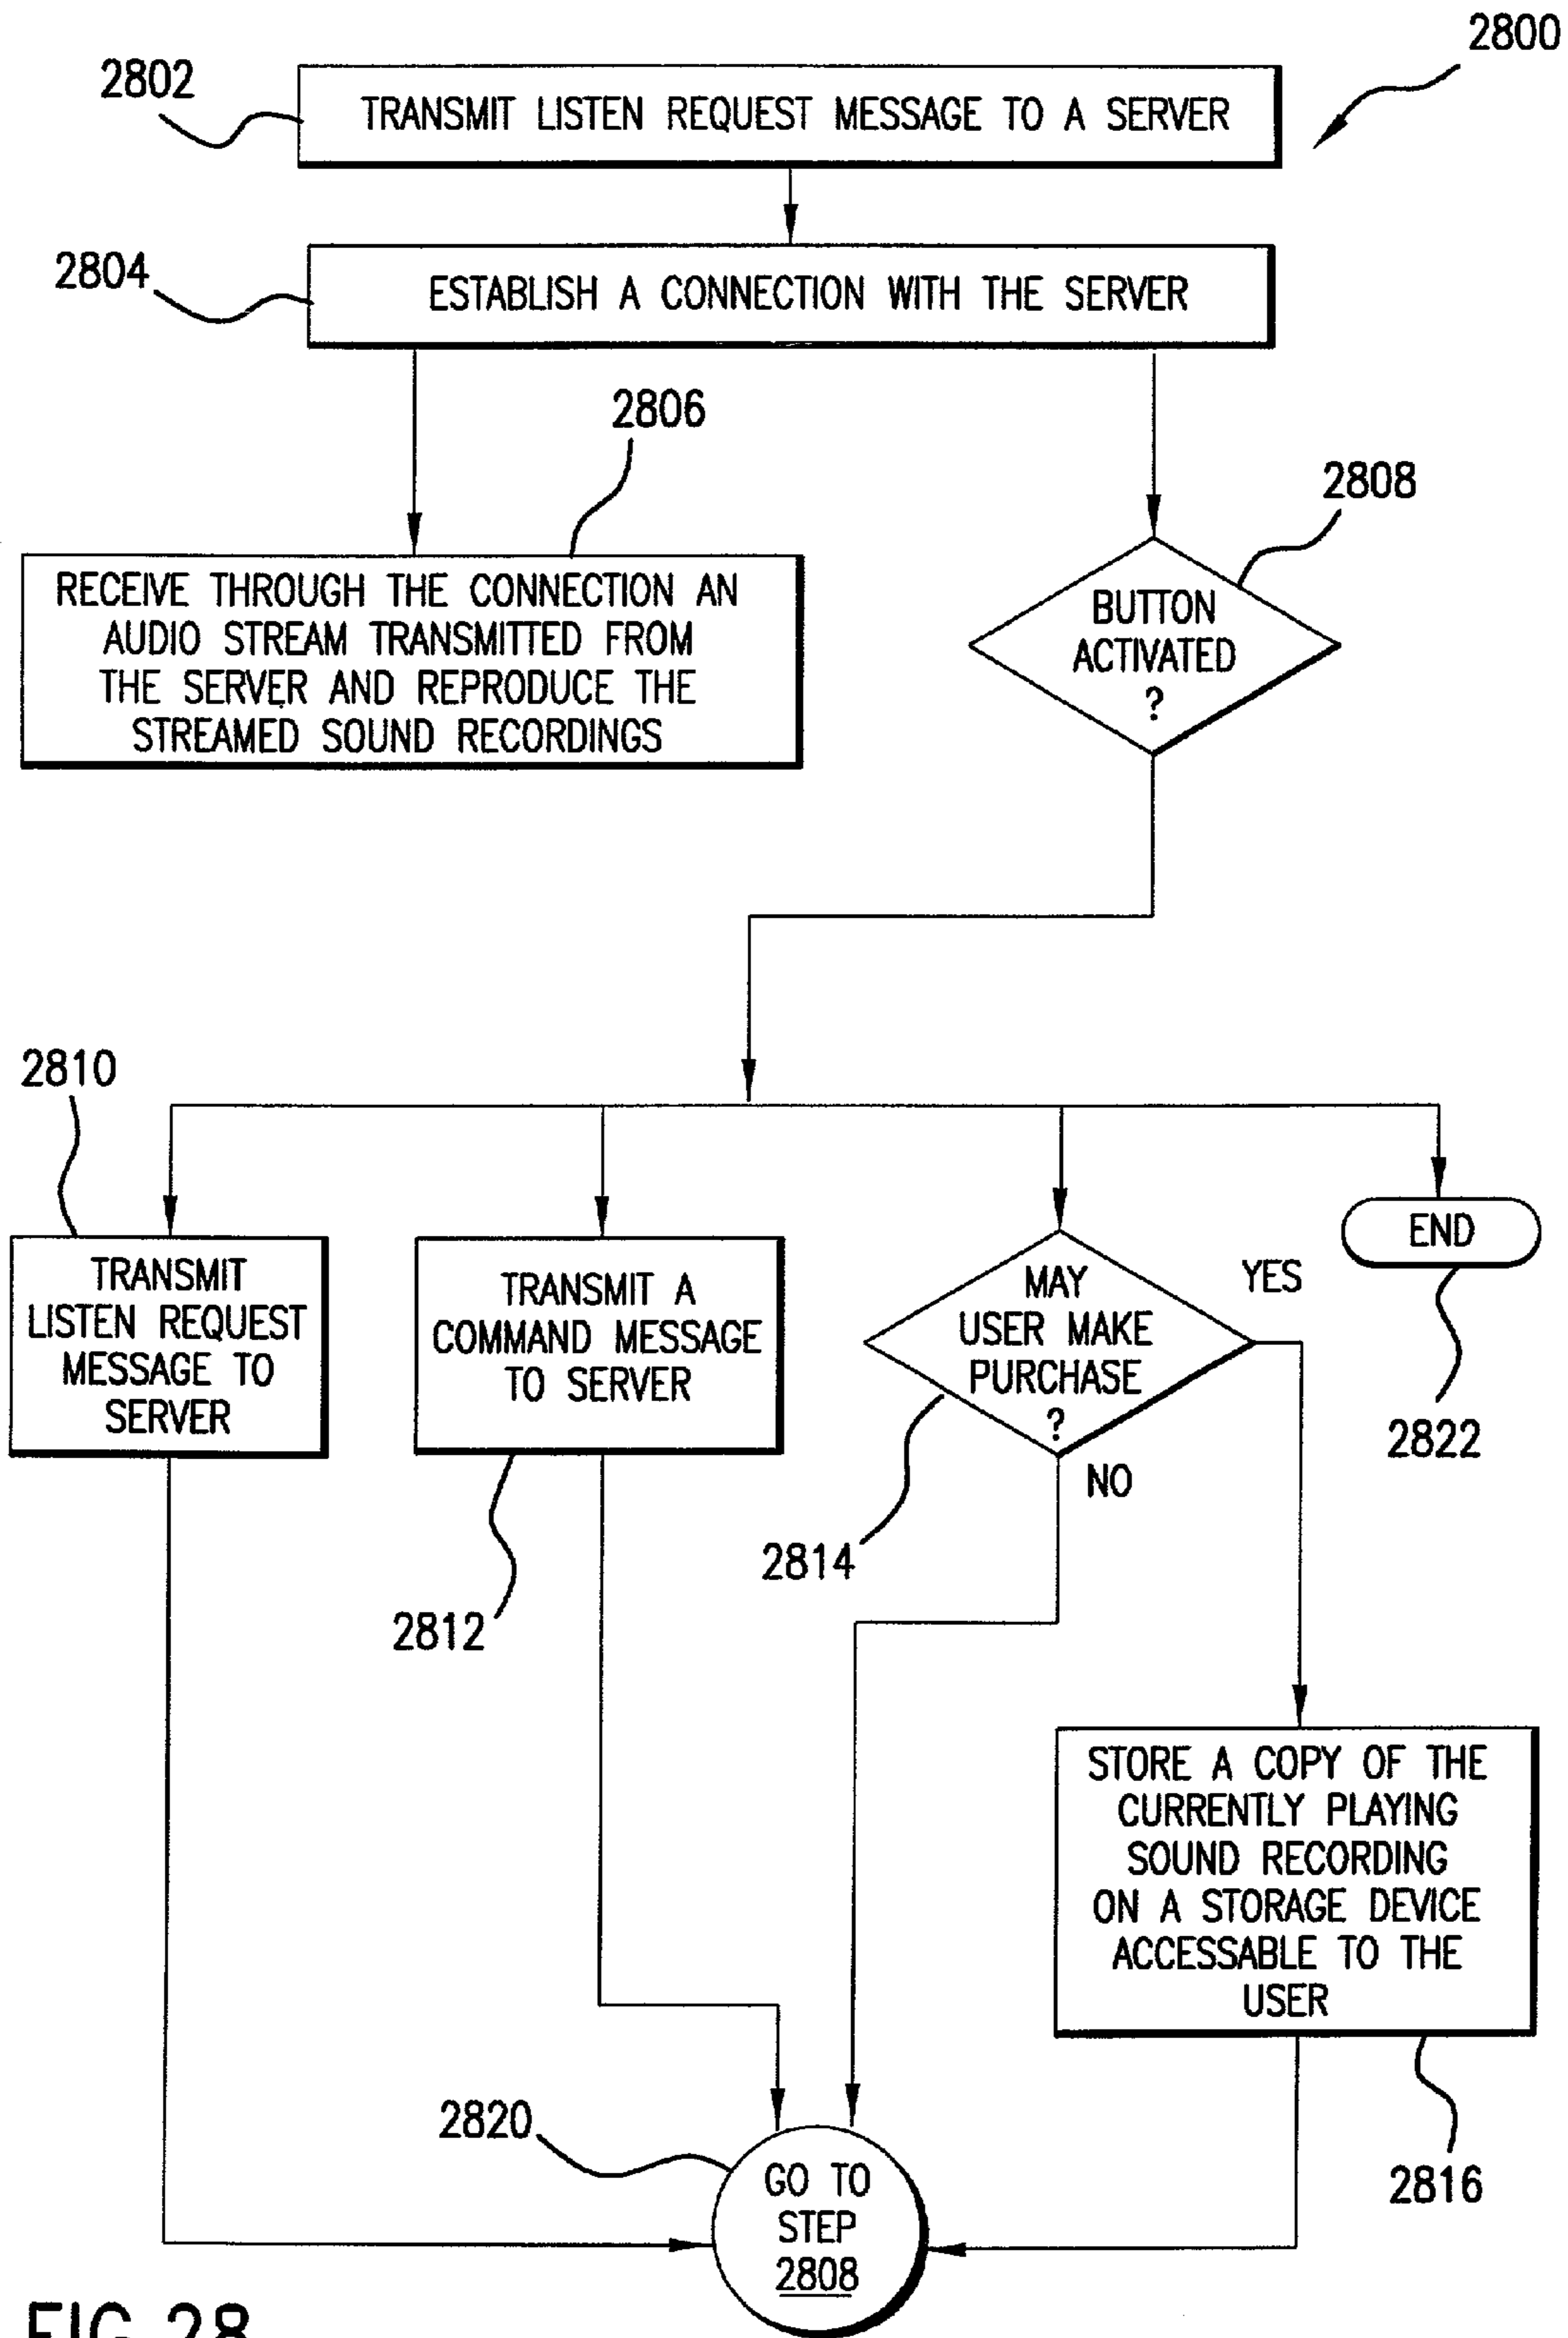 2800
2802
TRANSMIT LISTEN REQUEST MESSAGE TO A SERVER
2804
ESTABLISH A CONNECTION WITH THE SERVER
2806
RECEIVE THROUGH THE CONNECTION AN
AUDIO STREAM TRANSMITTED FROM
THE SERVER AND REPRODUCE THE
STREAMED SOUND RECORDINGS
2808
BUTTON
ACTIVATED
?
2810
TRANSMIT
LISTEN REQUEST
MESSAGE TO
SERVER
TRANSMIT A
COMMAND MESSAGE
TO SERVER
2812
MAY
USER MAKE
PURCHASE
?
YES
NO
2814
END
2822
STORE A COPY OF THE
CURRENTLY PLAYING
SOUND RECORDING
ON A STORAGE DEVICE
ACCESSABLE TO THE
USER
2816
2820
GO TO
STEP
2808
FIG.28